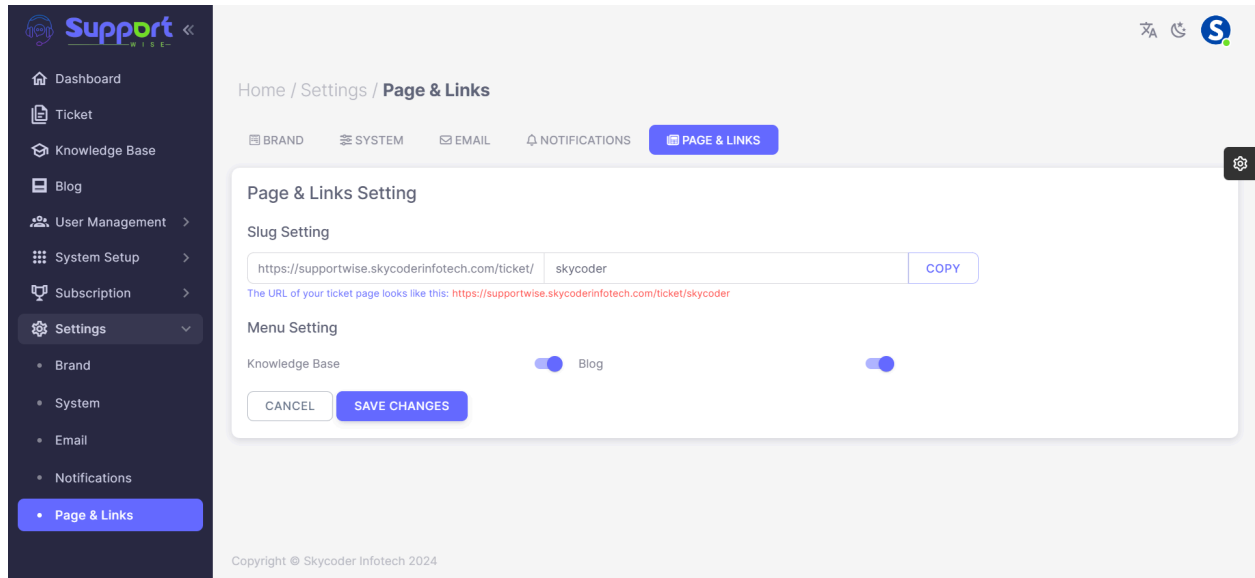 Support
WISE
Dashboard
Ticket
Knowledge Base
Blog
User Management
System Setup
Subscription
Settings
Brand
System
Email
Notifications
Page & Links
Home / Settings / Page & Links
BRAND SYSTEM EMAIL NOTIFICATIONS PAGE & LINKS
Page & Links Setting
Slug Setting
https://supportwise.skycoderinfotech.com/ticket/ skycoder COPY
The URL of your ticket page looks like this: https://supportwise.skycoderinfotech.com/ticket/skycoder
Menu Setting
Knowledge Base Blog
CANCEL SAVE CHANGES
Copyright © Skycoder Infotech 2024